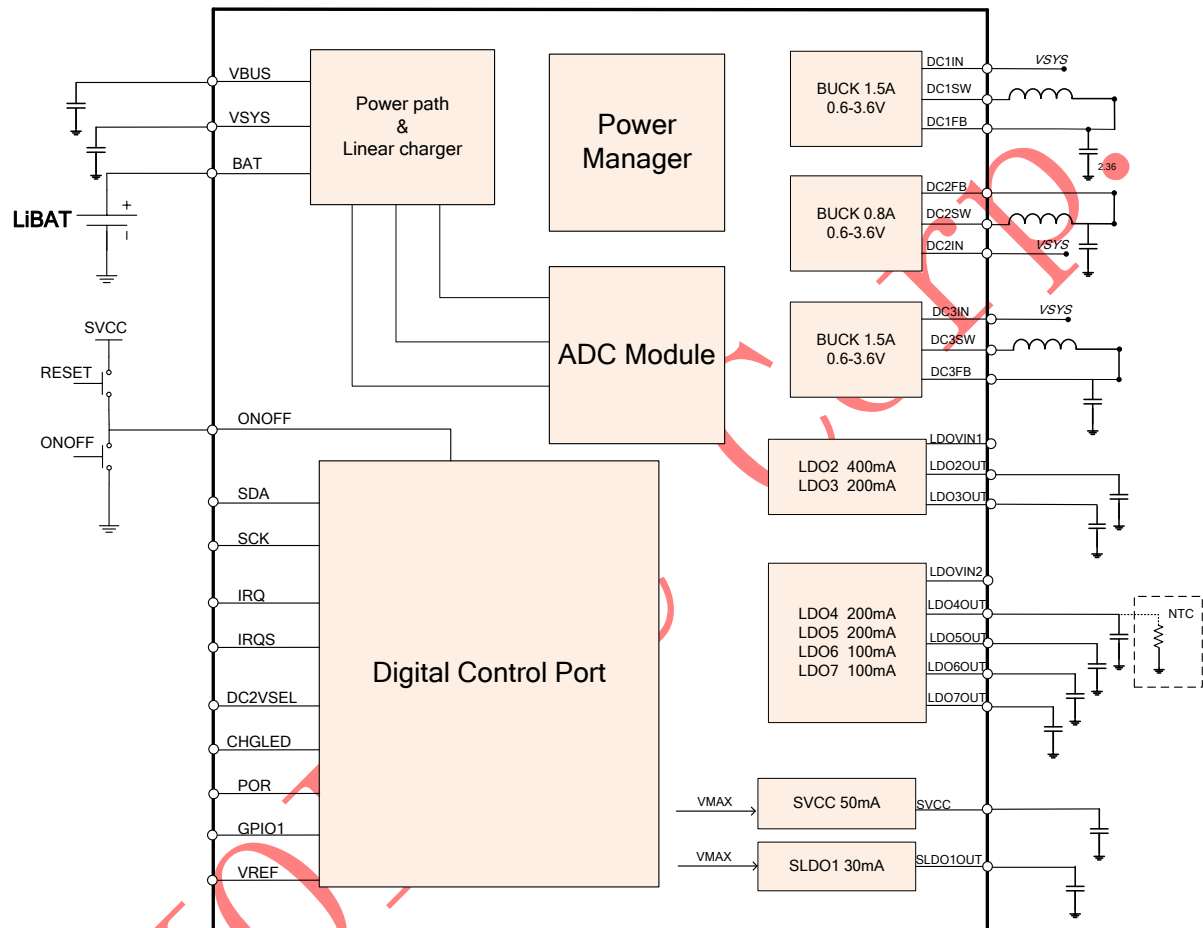 VBUS
VSYS
BAT
LiBAT
+
Power path
&
Linear charger
Power
Manager
ADC Module
BUCK 1.5A
0.6-3.6V
DC1IN
DC1SW
DC1FB
VSYS
2.36
BUCK 0.8A
0.6-3.6V
DC2FB
DC2SW
DC2IN
VSYS
BUCK 1.5A
0.6-3.6V
DC3IN
DC3SW
DC3FB
VSYS
SVCC
RESET
ONOFF
ONOFF
LDO2 400mA
LDO3 200mA
LDOVIN1
LDO2OUT
LDO3OUT
SDA
SCK
IRQ
IRQS
DC2VSEL
CHGLED
POR
GPIO1
VREF
Digital Control Port
LDO4 200mA
LDO5 200mA
LDO6 100mA
LDO7 100mA
LDOVIN2
LDO4OUT
LDO5OUT
LDO6OUT
LDO7OUT
NTC
VMAX
SVCC 50mA
SVCC
VMAX
SLDO1 30mA
SLDO1OUT
Corp.